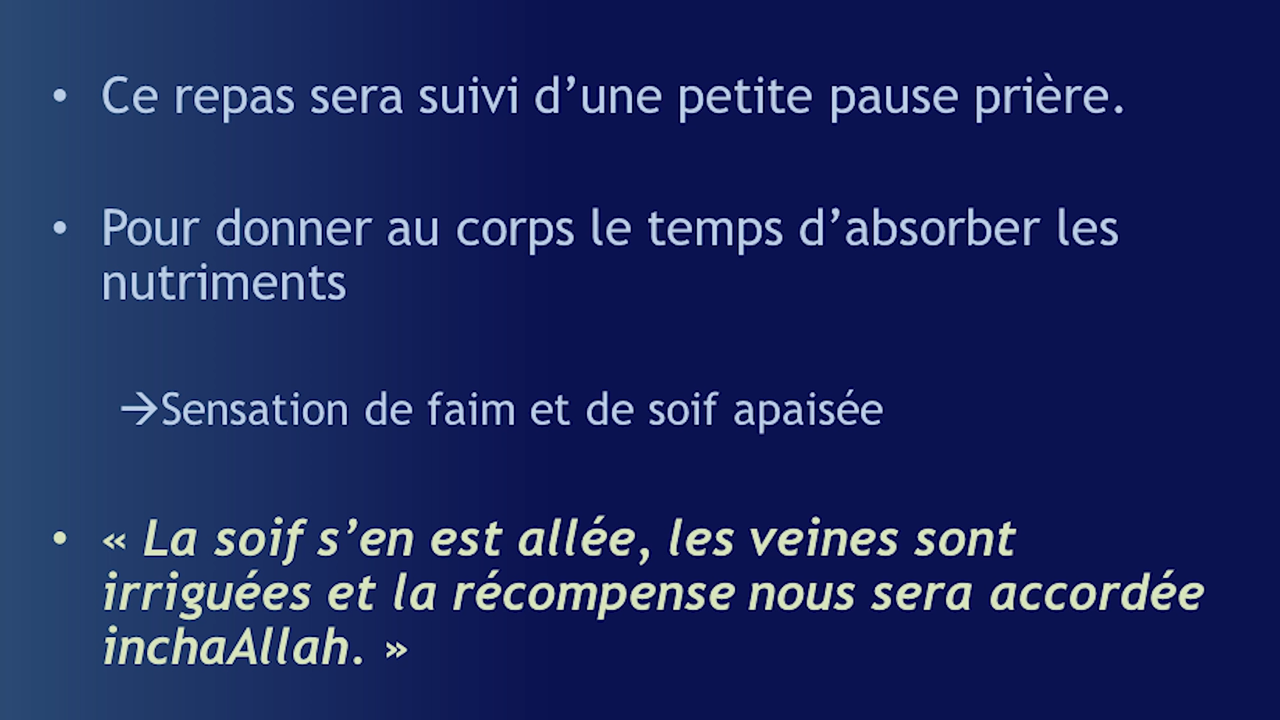 • Ce repas sera suivi d’une petite pause prière.
• Pour donner au corps le temps d’absorber les
nutriments
→Sensation de faim et de soif apaisée
• « La soif s’en est allée, les veines sont
irriguées et la récompense nous sera accordée
inchaAllah. »